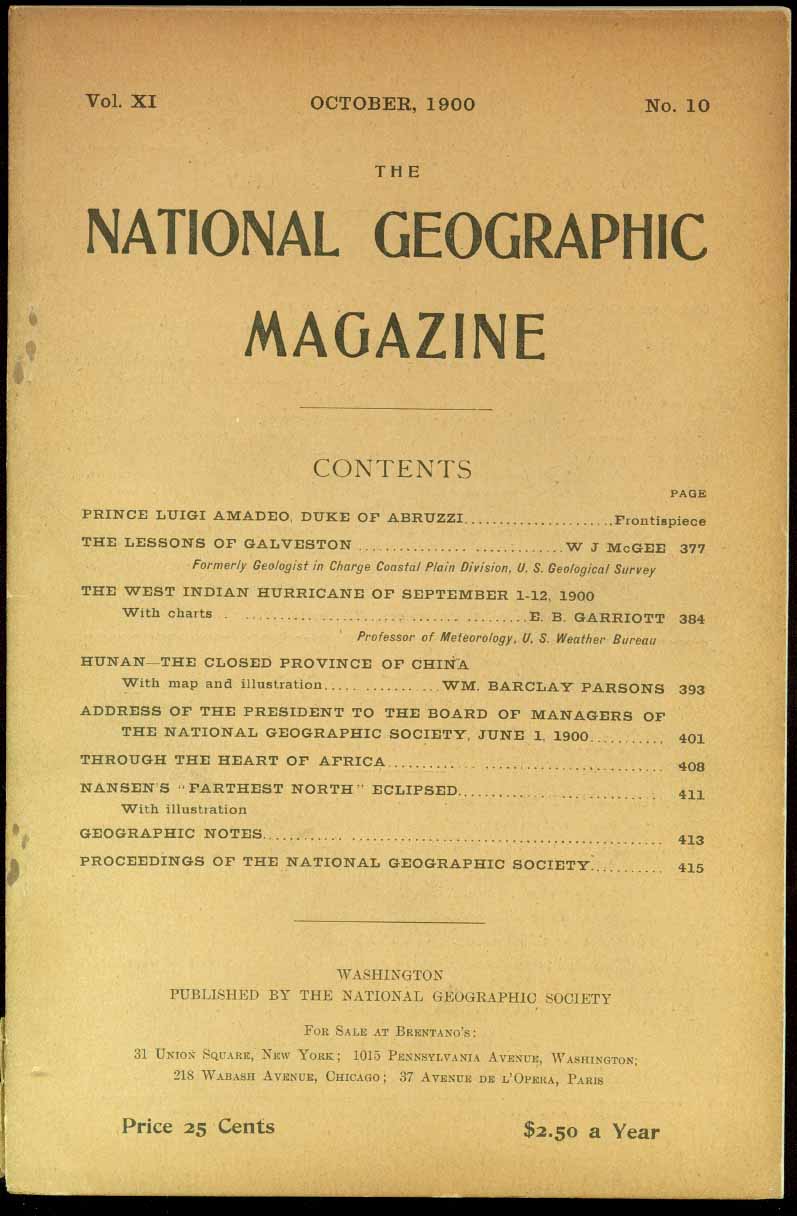 Vol. XI OCTOBER, 1900 No. 10
THE
NATIONAL GEOGRAPHIC
MAGAZINE
CONTENTS
PAGE
PRINCE LUIGI AMADEO, DUKE OF ABRUZZI.....................Frontispiece
THE LESSONS OF GALVESTON ............................W J McGEE 377
Formerly Geologist in Charge Coastal Plain Division, U. S. Geological Survey
THE WEST INDIAN HURRICANE OF SEPTEMBER 1-12, 1900
With charts . .......................................E. B. GARRIOTT 384
Professor of Meteorology, U. S. Weather Bureau
HUNAN—THE CLOSED PROVINCE OF CHINA
With map and illustration.................WM. BARCLAY PARSONS 393
ADDRESS OF THE PRESIDENT TO THE BOARD OF MANAGERS OF
THE NATIONAL GEOGRAPHIC SOCIETY, JUNE 1, 1900........... 401
THROUGH THE HEART OF AFRICA.................................... 408
NANSEN'S "FARTHEST NORTH" ECLIPSED............................ 411
With illustration
GEOGRAPHIC NOTES......................................................... 413
PROCEEDINGS OF THE NATIONAL GEOGRAPHIC SOCIETY........... 415
WASHINGTON
PUBLISHED BY THE NATIONAL GEOGRAPHIC SOCIETY
FOR SALE AT BRENTANO'S:
31 UNION SQUARE, NEW YORK; 1015 PENNSYLVANIA AVENUE, WASHINGTON;
218 WABASH AVENUE, CHICAGO; 37 AVENUE DE L'OPERA, PARIS
Price 25 Cents $2.50 a Year